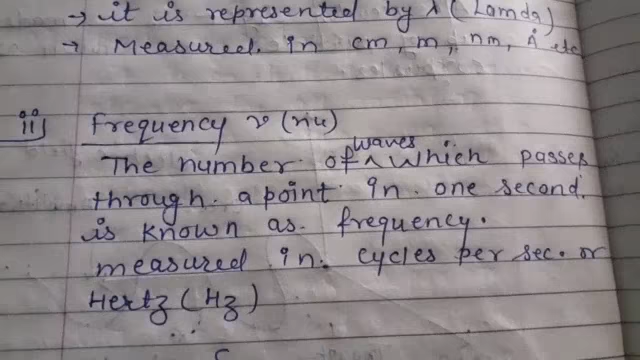 → it is represented by λ (Lamda)
→ Measured. in cm, m, nm, Å etc
ii) frequency ν (niu)
The number of ^waves which passes
through. a point in. one second.
is known as. frequency.
measured in. cycles per sec. or
Hertz (Hz)